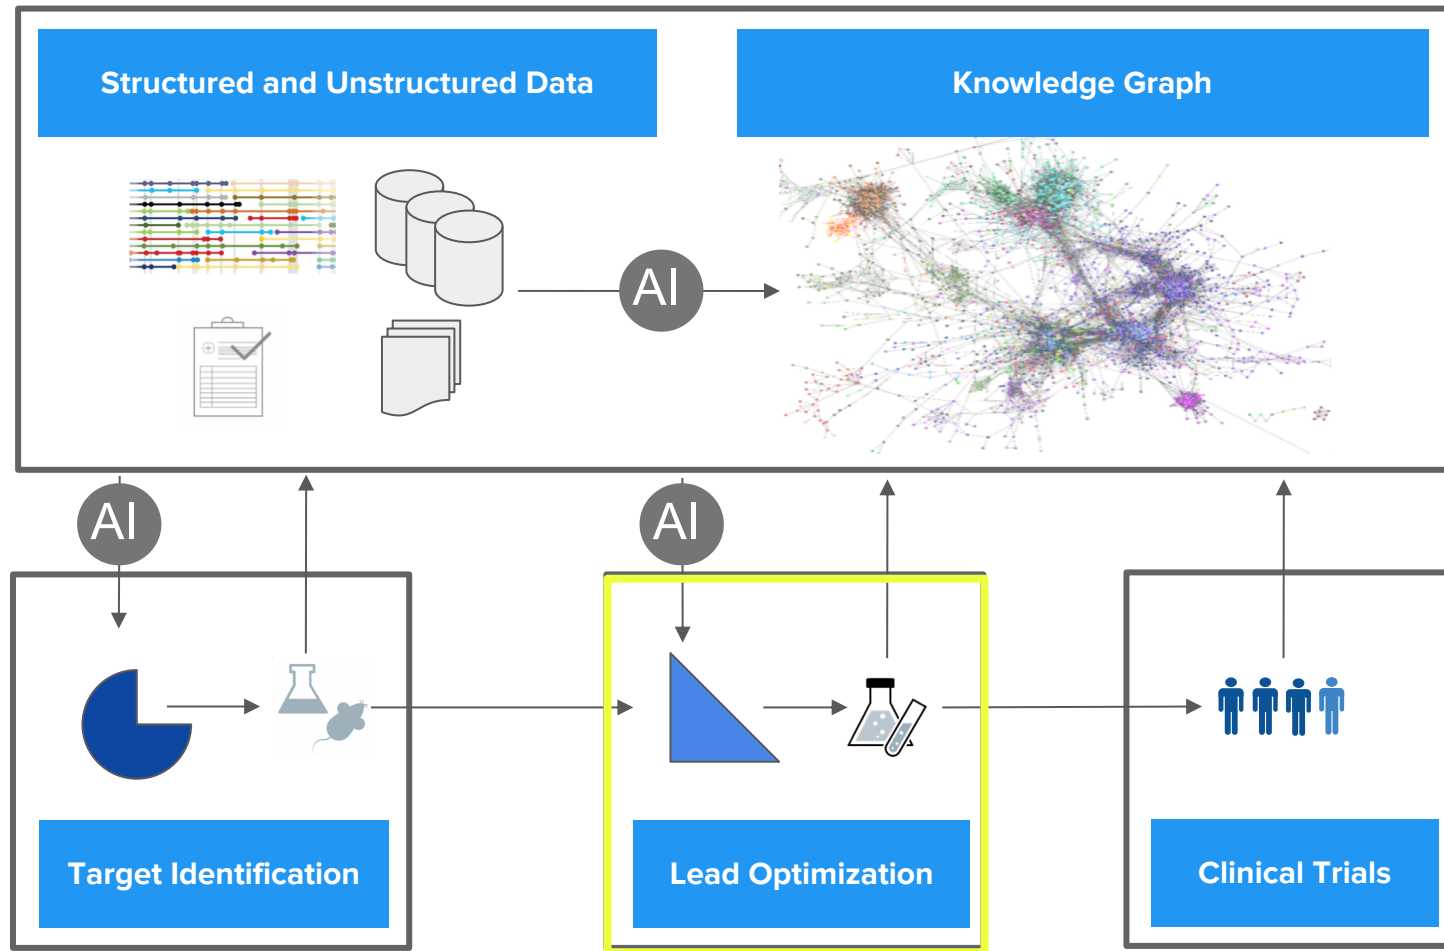 Structured and Unstructured Data
Knowledge Graph
AI
AI
AI
Target Identification
Lead Optimization
Clinical Trials